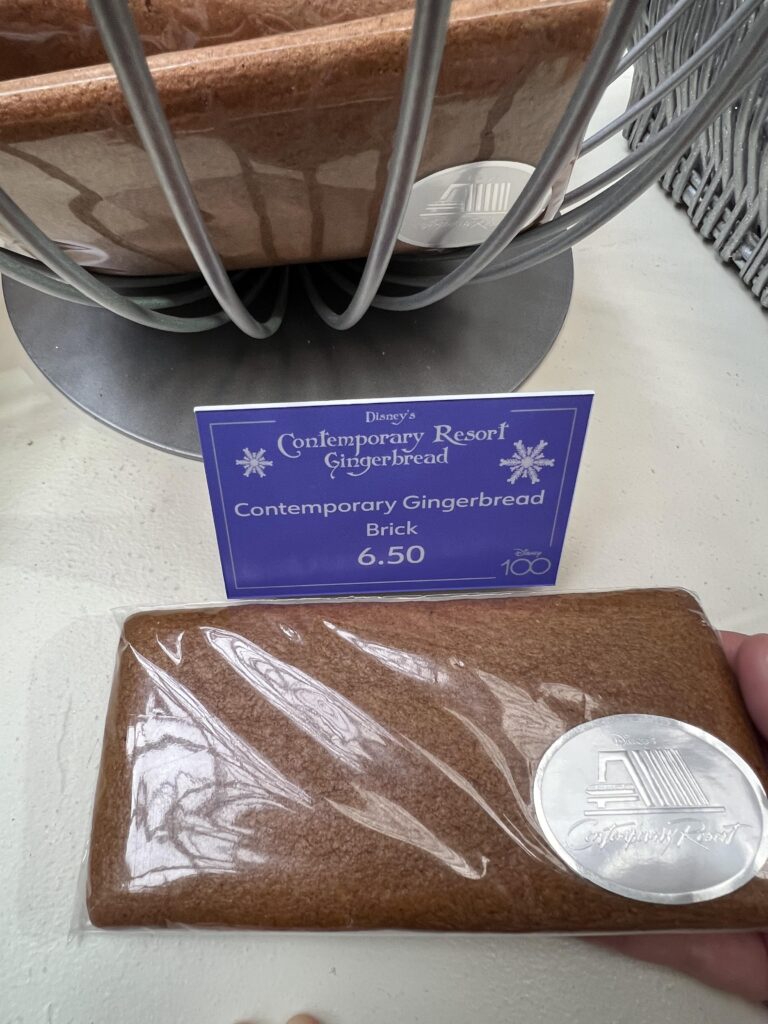 Disney's
Contemporary Resort
Gingerbread
Contemporary Gingerbread
Brick
6.50
Disney
100
Disney's
Contemporary Resort